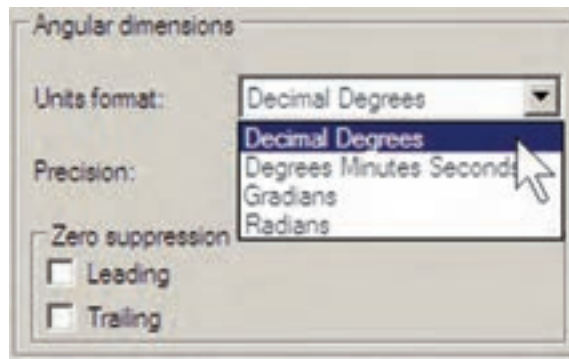 Angular dimensions
Units format: Decimal Degrees
Decimal Degrees
Precision: Degrees Minutes Seconds
Gradians
Radians
Zero suppression
Leading
Trailing